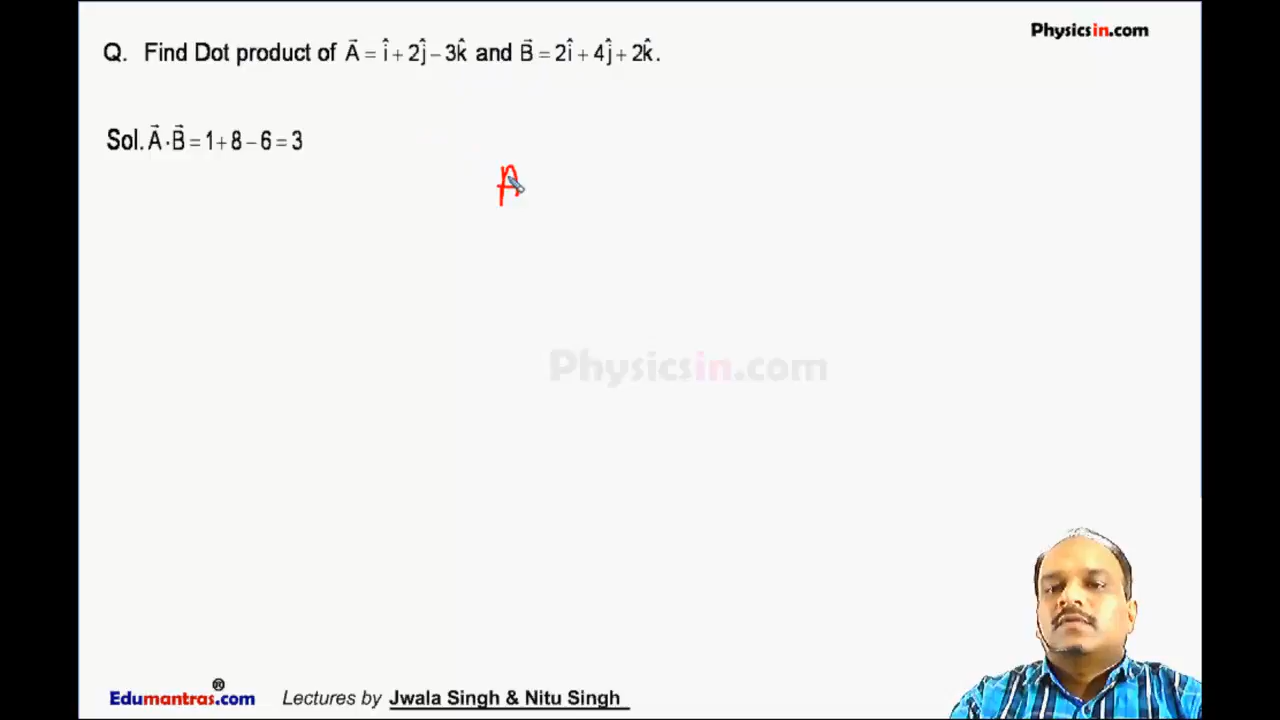 Physicsin.com
Q. Find Dot product of A⃗ = î + 2ĵ − 3k̂ and B⃗ = 2î + 4ĵ + 2k̂.
Sol. A⃗ · B⃗ = 1 + 8 − 6 = 3
A
Physicsin.com
Edumantras.com® Lectures by Jwala Singh & Nitu Singh